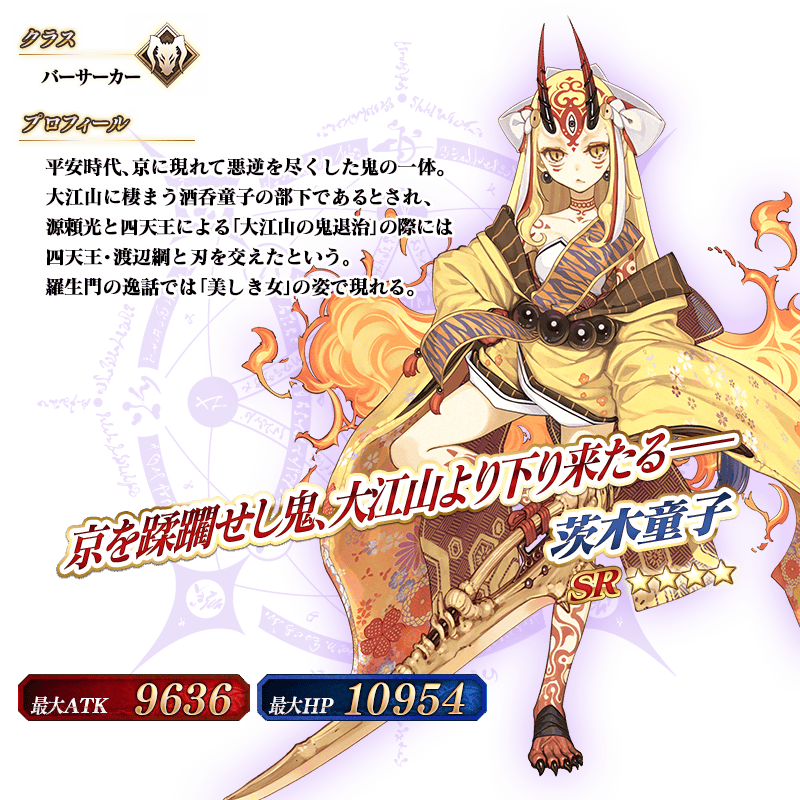 クラス
バーサーカー
プロフィール
平安時代、京に現れて悪逆を尽くした鬼の一体。
大江山に棲まう酒呑童子の部下であるとされ、
源頼光と四天王による「大江山の鬼退治」の際には
四天王・渡辺綱と刃を交えたという。
羅生門の逸話では「美しき女」の姿で現れる。
京を蹂躙せし鬼、大江山より下り来たる──
茨木童子
SR
最大ATK 9636
最大HP 10954